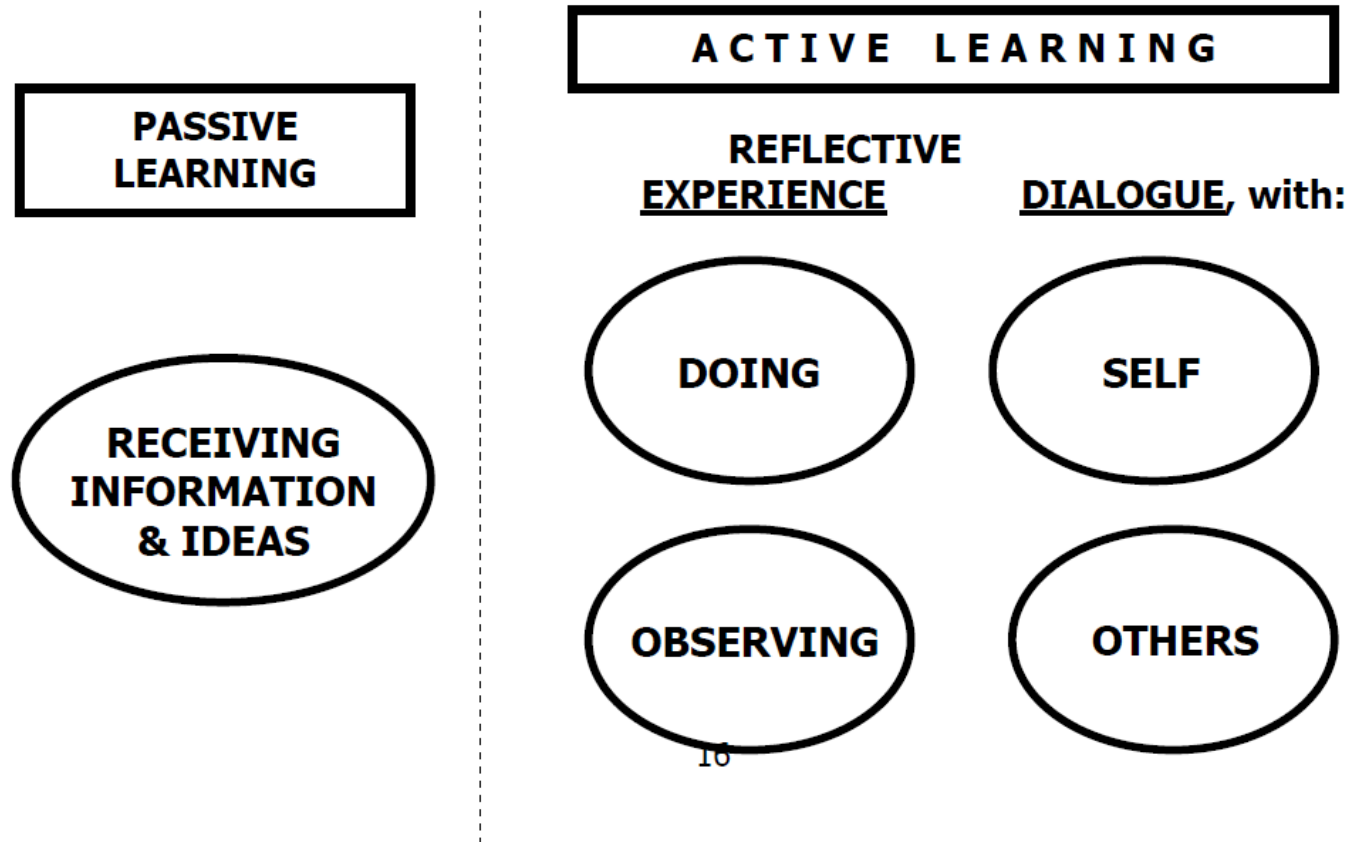 PASSIVE
LEARNING
RECEIVING
INFORMATION
& IDEAS
ACTIVE LEARNING
REFLECTIVE
EXPERIENCE DIALOGUE, with:
DOING
SELF
OBSERVING
OTHERS
16